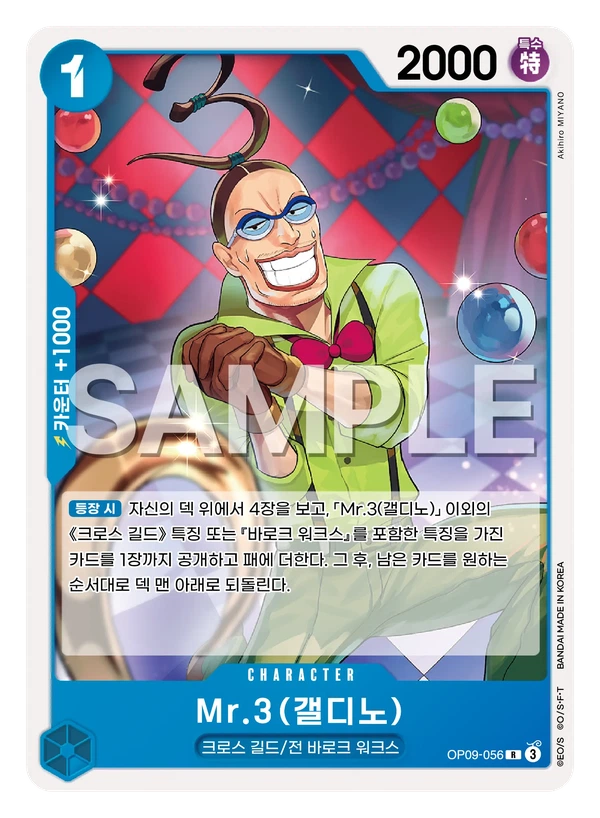 1
2000
특수
特
Akihiro MIYANO
카운터 +1000
SAMPLE
등장 시 자신의 덱 위에서 4장을 보고, 「Mr.3(갤디노)」 이외의
《크로스 길드》 특징 또는 『바로크 워크스』를 포함한 특징을 가진
카드를 1장까지 공개하고 패에 더한다. 그 후, 남은 카드를 원하는
순서대로 덱 맨 아래로 되돌린다.
CHARACTER
Mr.3(갤디노)
크로스 길드/전 바로크 워크스
OP09-056 R 3
©EO/S ©O/S·F·T BANDAI MADE IN KOREA